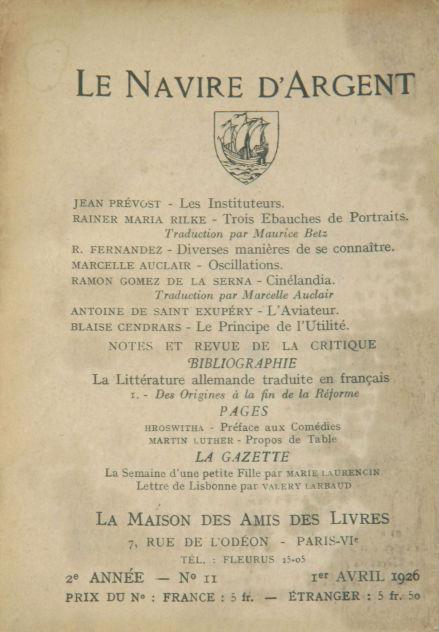 LE NAVIRE D'ARGENT
JEAN PRÉVOST - Les Instituteurs.
RAINER MARIA RILKE - Trois Ebauches de Portraits.
Traduction par Maurice Betz
R. FERNANDEZ - Diverses manières de se connaître.
MARCELLE AUCLAIR - Oscillations.
RAMON GOMEZ DE LA SERNA - Cinélandia.
Traduction par Marcelle Auclair
ANTOINE DE SAINT EXUPÉRY - L'Aviateur.
BLAISE CENDRARS - Le Principe de l'Utilité.
NOTES ET REVUE DE LA CRITIQUE
BIBLIOGRAPHIE
La Littérature allemande traduite en français
1. - Des Origines à la fin de la Réforme
PAGES
HROSWITHA - Préface aux Comédies
MARTIN LUTHER - Propos de Table
LA GAZETTE
La Semaine d'une petite Fille par MARIE LAURENCIN
Lettre de Lisbonne par VALERY LARBAUD
LA MAISON DES AMIS DES LIVRES
7, RUE DE L'ODÉON - PARIS-VIe
TÉL. : FLEURUS 25-05
2e ANNÉE — No 11 1er AVRIL 1926
PRIX DU No : FRANCE : 5 fr. — ÉTRANGER : 5 fr. 50